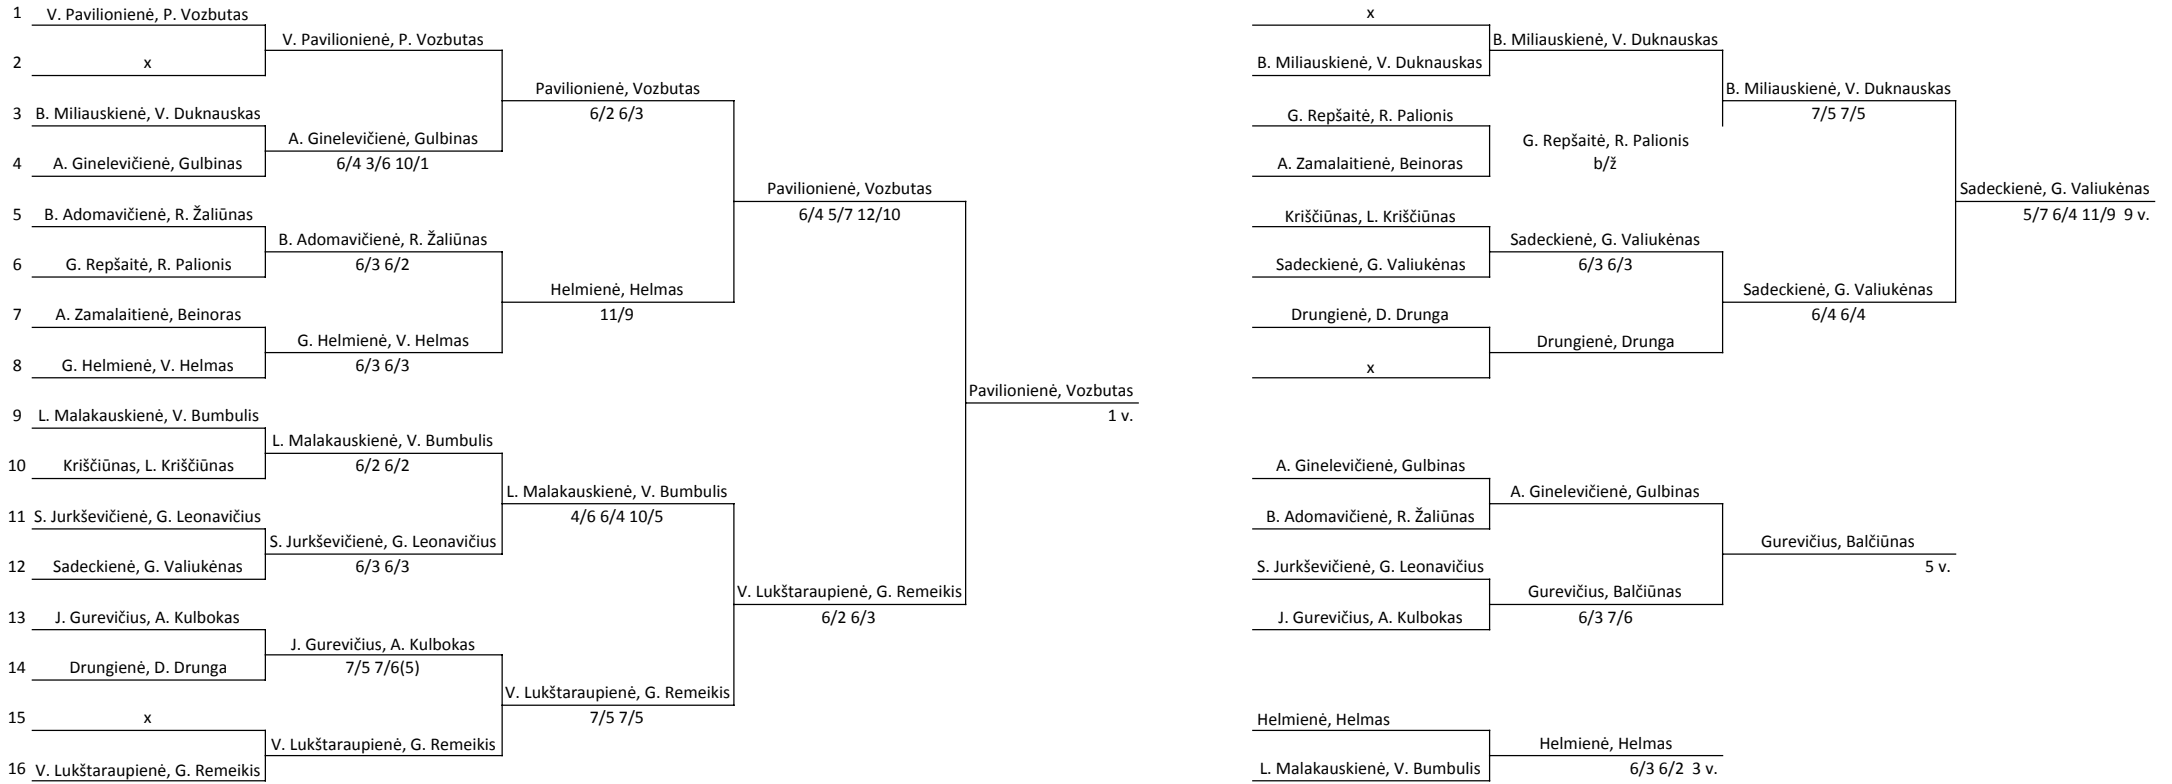 1 V. Pavilionienė, P. Vozbutas
V. Pavilionienė, P. Vozbutas
2 x
Pavilionienė, Vozbutas
6/2 6/3
3 B. Miliauskienė, V. Duknauskas
A. Ginelevičienė, Gulbinas
4 A. Ginelevičienė, Gulbinas
6/4 3/6 10/1
Pavilionienė, Vozbutas
6/4 5/7 12/10
5 B. Adomavičienė, R. Žaliūnas
B. Adomavičienė, R. Žaliūnas
6 G. Repšaitė, R. Palionis
6/3 6/2
Helmienė, Helmas
11/9
7 A. Zamalaitienė, Beinoras
G. Helmienė, V. Helmas
8 G. Helmienė, V. Helmas
6/3 6/3
Pavilionienė, Vozbutas
1 v.
9 L. Malakauskienė, V. Bumbulis
L. Malakauskienė, V. Bumbulis
10 Kriščiūnas, L. Kriščiūnas
6/2 6/2
L. Malakauskienė, V. Bumbulis
4/6 6/4 10/5
11 S. Jurkševičienė, G. Leonavičius
S. Jurkševičienė, G. Leonavičius
12 Sadeckienė, G. Valiukėnas
6/3 6/3
V. Lukštaraupienė, G. Remeikis
6/2 6/3
13 J. Gurevičius, A. Kulbokas
J. Gurevičius, A. Kulbokas
14 Drungienė, D. Drunga
7/5 7/6(5)
V. Lukštaraupienė, G. Remeikis
7/5 7/5
15 x
V. Lukštaraupienė, G. Remeikis
16 V. Lukštaraupienė, G. Remeikis
x
B. Miliauskienė, V. Duknauskas
B. Miliauskienė, V. Duknauskas
B. Miliauskienė, V. Duknauskas
7/5 7/5
G. Repšaitė, R. Palionis
G. Repšaitė, R. Palionis
A. Zamalaitienė, Beinoras
b/ž
Sadeckienė, G. Valiukėnas
5/7 6/4 11/9 9 v.
Kriščiūnas, L. Kriščiūnas
Sadeckienė, G. Valiukėnas
Sadeckienė, G. Valiukėnas
6/3 6/3
Sadeckienė, G. Valiukėnas
6/4 6/4
Drungienė, D. Drunga
Drungienė, Drunga
x
A. Ginelevičienė, Gulbinas
A. Ginelevičienė, Gulbinas
B. Adomavičienė, R. Žaliūnas
Gurevičius, Balčiūnas
5 v.
S. Jurkševičienė, G. Leonavičius
Gurevičius, Balčiūnas
J. Gurevičius, A. Kulbokas
6/3 7/6
Helmienė, Helmas
Helmienė, Helmas
L. Malakauskienė, V. Bumbulis
6/3 6/2 3 v.